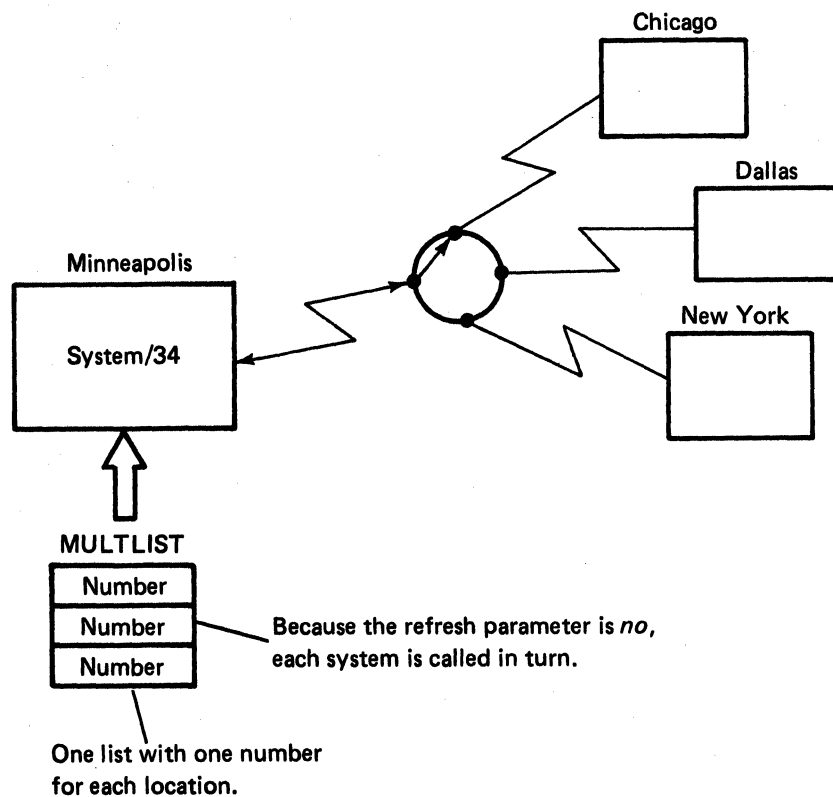 Chicago
Dallas
Minneapolis
New York
System/34
MULTLIST
Number
Number
Number
Because the refresh parameter is no,
each system is called in turn.
One list with one number
for each location.